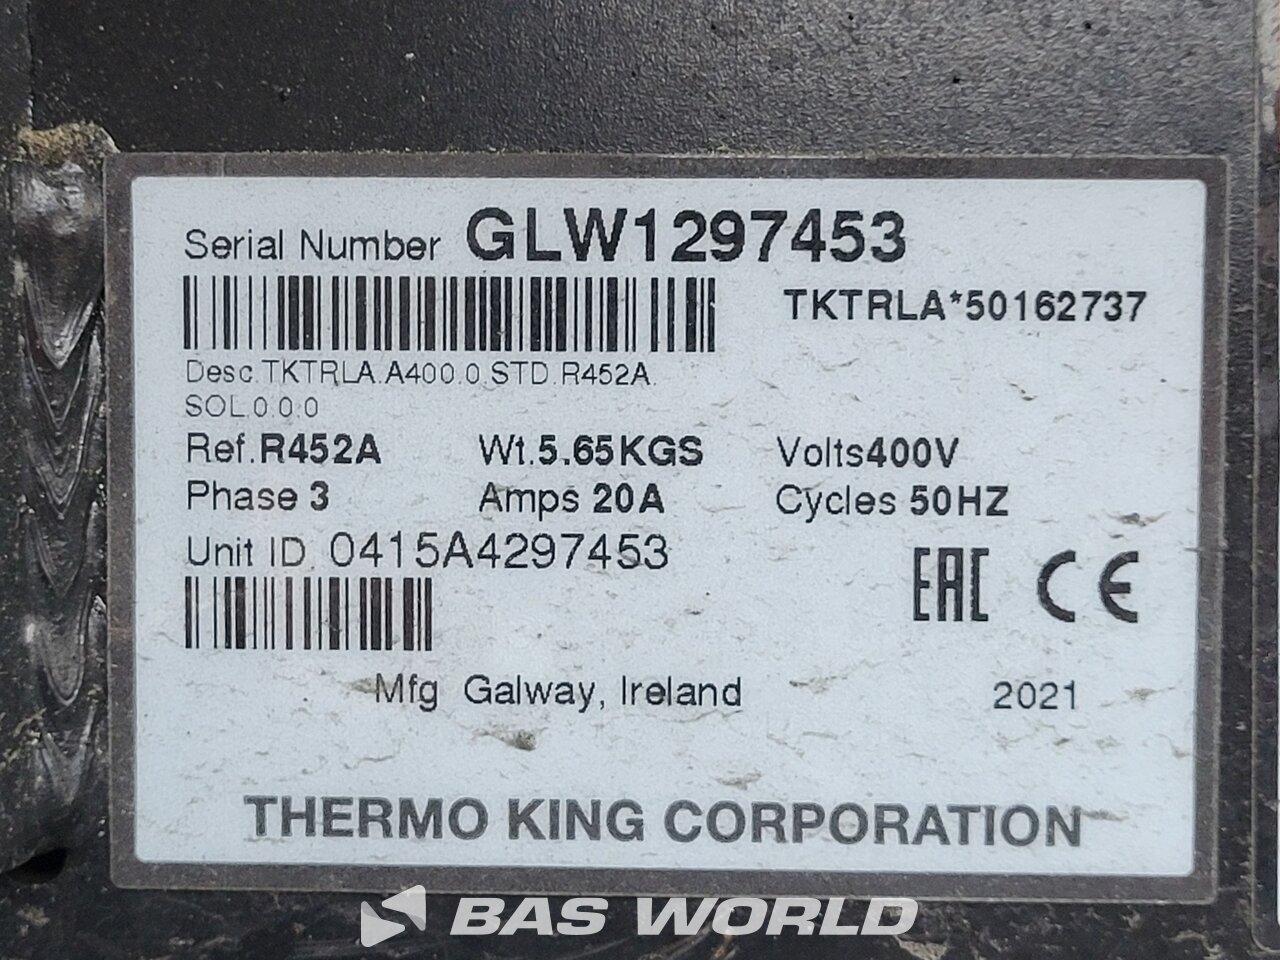 Serial Number GLW1297453
TKTRLA*50162737
Desc.TKTRLA.A400.0.STD.R452A.
SOL.0.0.0
Ref.R452A Wt.5.65KGS Volts400V
Phase 3 Amps 20A Cycles 50HZ
Unit ID. 0415A4297453
EAC CE
Mfg Galway, Ireland 2021
THERMO KING CORPORATION
BAS WORLD